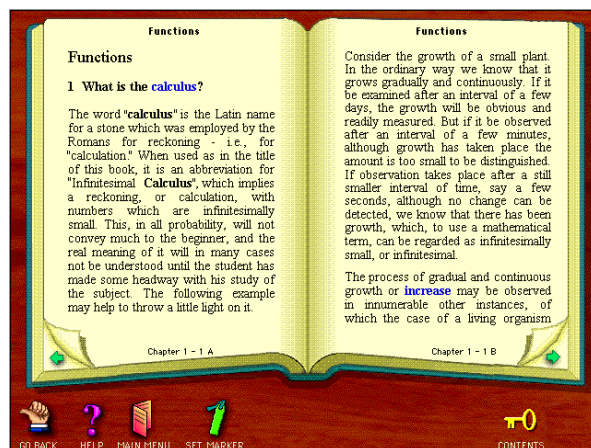 Functions
Functions
1 What is the calculus?
The word "calculus" is the Latin name
for a stone which was employed by the
Romans for reckoning - i.e., for
"calculation." When used as in the title
of this book, it is an abbreviation for
"Infinitesimal Calculus", which implies
a reckoning, or calculation, with
numbers which are infinitesimally
small. This, in all probability, will not
convey much to the beginner, and the
real meaning of it will in many cases
not be understood until the student has
made some headway with his study of
the subject. The following example
may help to throw a little light on it.
Chapter 1 - 1 A
Functions
Consider the growth of a small plant.
In the ordinary way we know that it
grows gradually and continuously. If it
be examined after an interval of a few
days, the growth will be obvious and
readily measured. But if it be observed
after an interval of a few minutes,
although growth has taken place the
amount is too small to be distinguished.
If observation takes place after a still
smaller interval of time, say a few
seconds, although no change can be
detected, we know that there has been
growth, which, to use a mathematical
term, can be regarded as infinitesimally
small, or infinitesimal.
The process of gradual and continuous
growth or increase may be observed
in innumerable other instances, of
which the case of a living organism
Chapter 1 - 1 B
GO BACK HELP MAIN MENU SET MARKER CONTENTS